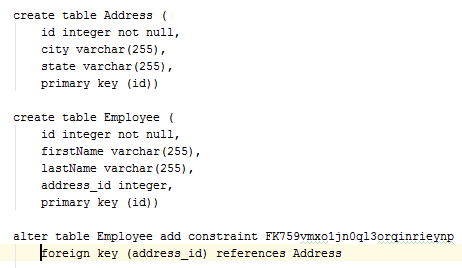 create table Address (
    id integer not null,
    city varchar(255),
    state varchar(255),
    primary key (id))
create table Employee (
    id integer not null,
    firstName varchar(255),
    lastName varchar(255),
    address_id integer,
    primary key (id))
alter table Employee add constraint FK759vmxo1jn0ql3orqinrieynp
    foreign key (address_id) references Address